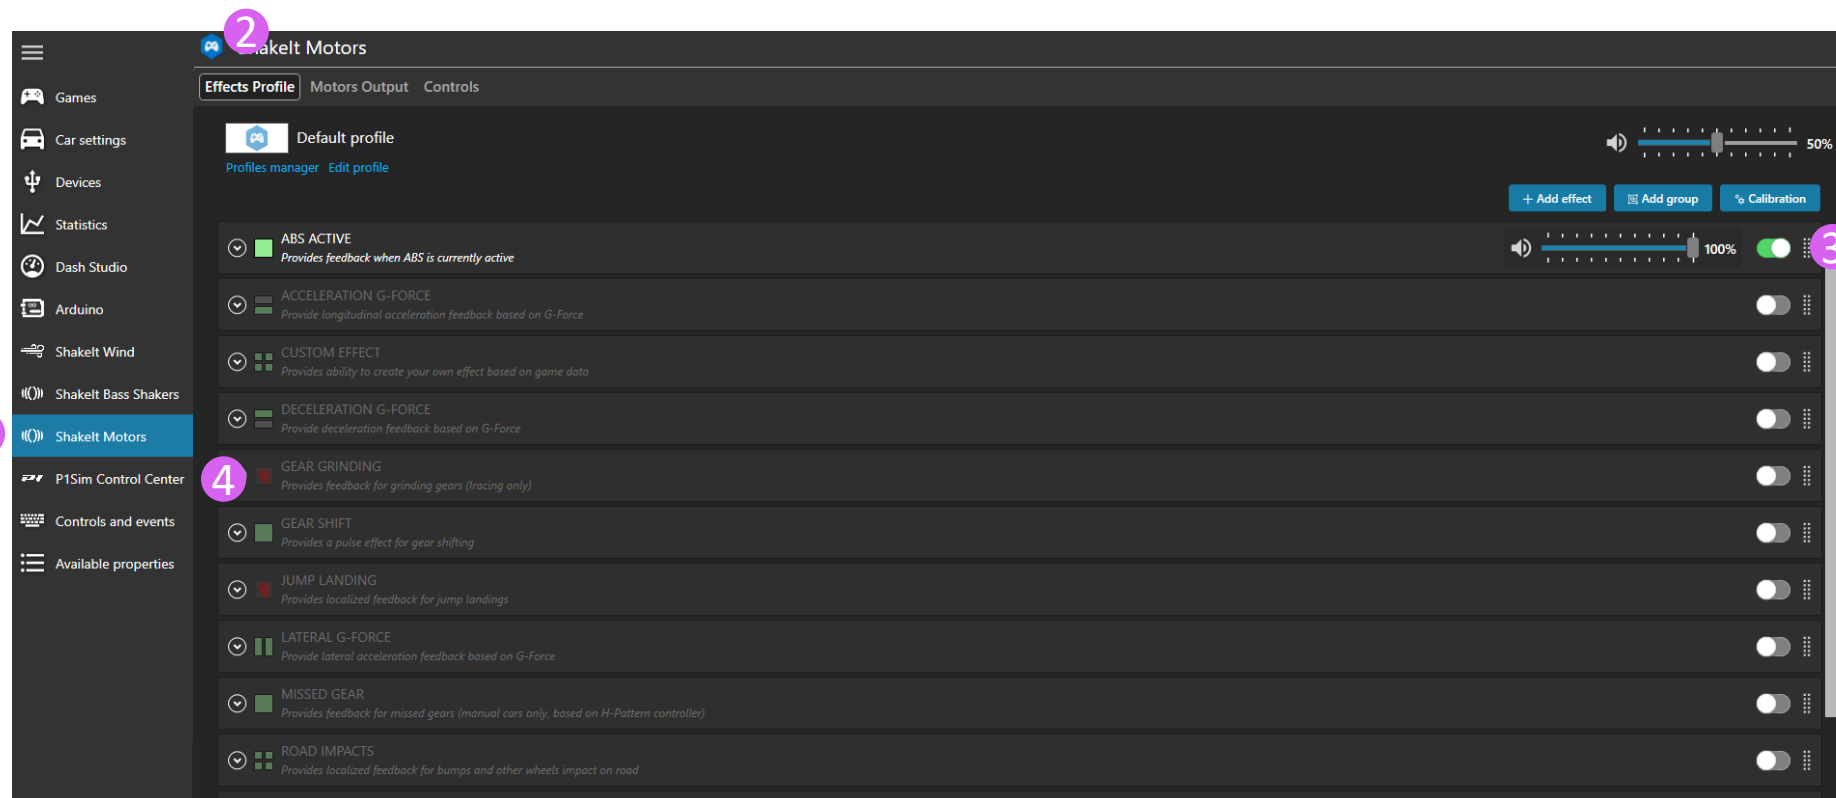 2
ShakeIt Motors
Effects Profile Motors Output Controls
Games
Car settings
Devices
Statistics
Dash Studio
Arduino
ShakeIt Wind
ShakeIt Bass Shakers
ShakeIt Motors
P1Sim Control Center
Controls and events
Available properties
Default profile
50%
Profiles manager Edit profile
+ Add effect Add group Calibration
ABS ACTIVE
Provides feedback when ABS is currently active
100%
3
ACCELERATION G-FORCE
Provide longitudinal acceleration feedback based on G-Force
CUSTOM EFFECT
Provides ability to create your own effect based on game data
DECELERATION G-FORCE
Provide deceleration feedback based on G-Force
4
GEAR GRINDING
Provides feedback for grinding gears (Iracing only)
GEAR SHIFT
Provides a pulse effect for gear shifting
JUMP LANDING
Provides localized feedback for jump landings
LATERAL G-FORCE
Provide lateral acceleration feedback based on G-Force
MISSED GEAR
Provides feedback for missed gears (manual cars only, based on H-Pattern controller)
ROAD IMPACTS
Provides localized feedback for bumps and other wheels impact on road